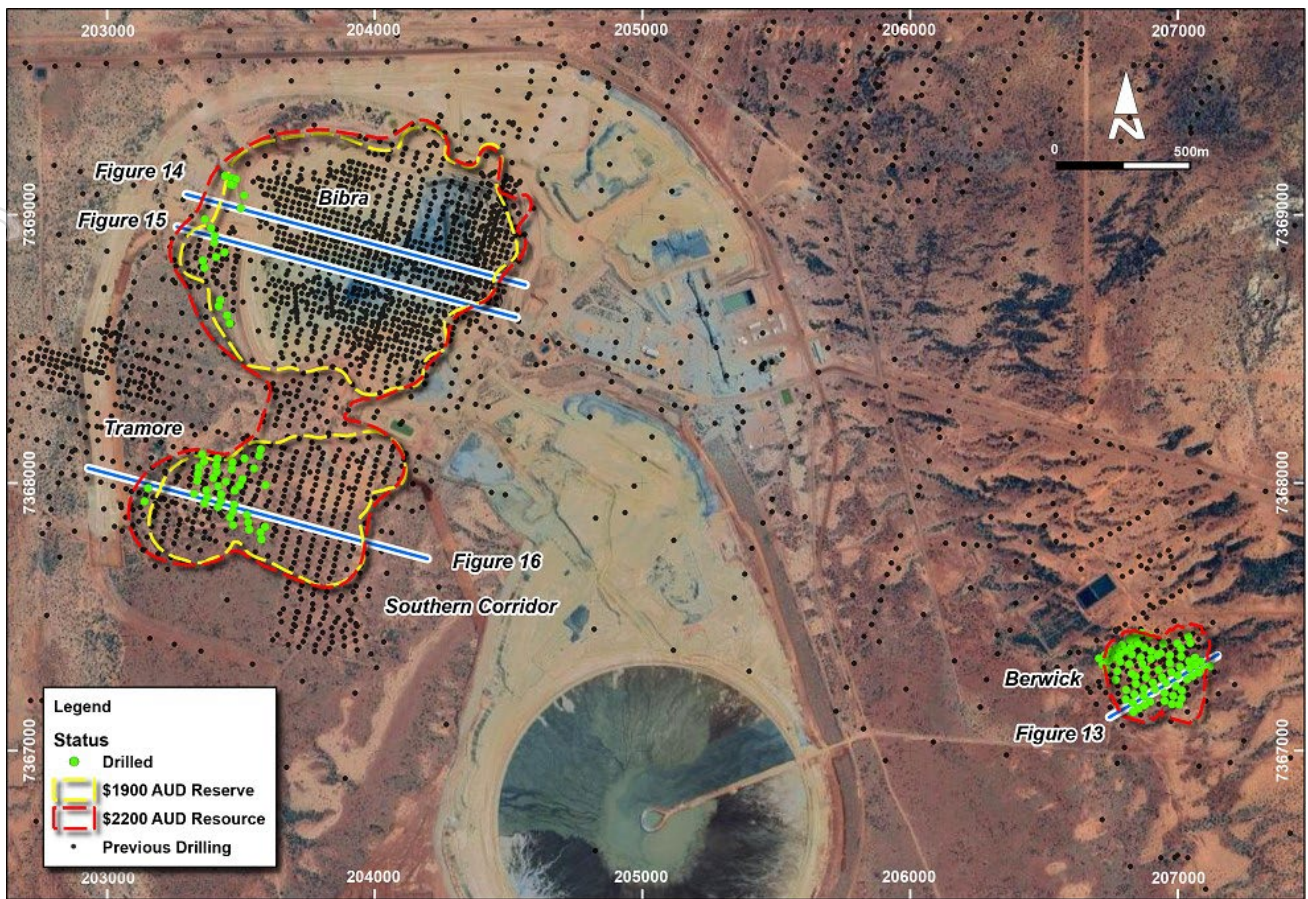 203000
204000
205000
206000
207000
0
500m
Figure 14
Bibra
Figure 15
7369000
7369000
Tramore
7368000
7368000
Figure 16
Southern Corridor
Berwick
Figure 13
7367000
7367000
Legend
Status
Drilled
$1900 AUD Reserve
$2200 AUD Resource
Previous Drilling
203000
204000
205000
206000
207000